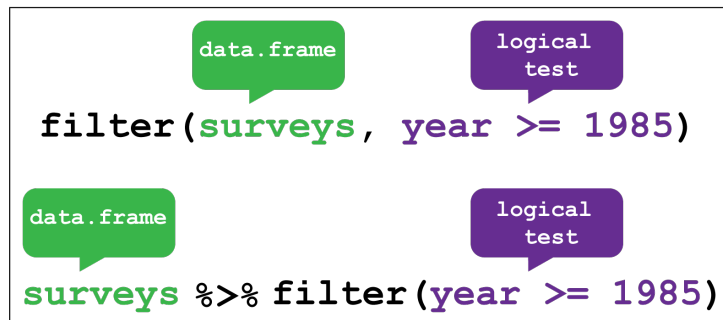 data.frame
logical
test
filter(surveys, year >= 1985)
data.frame
logical
test
surveys %>% filter(year >= 1985)